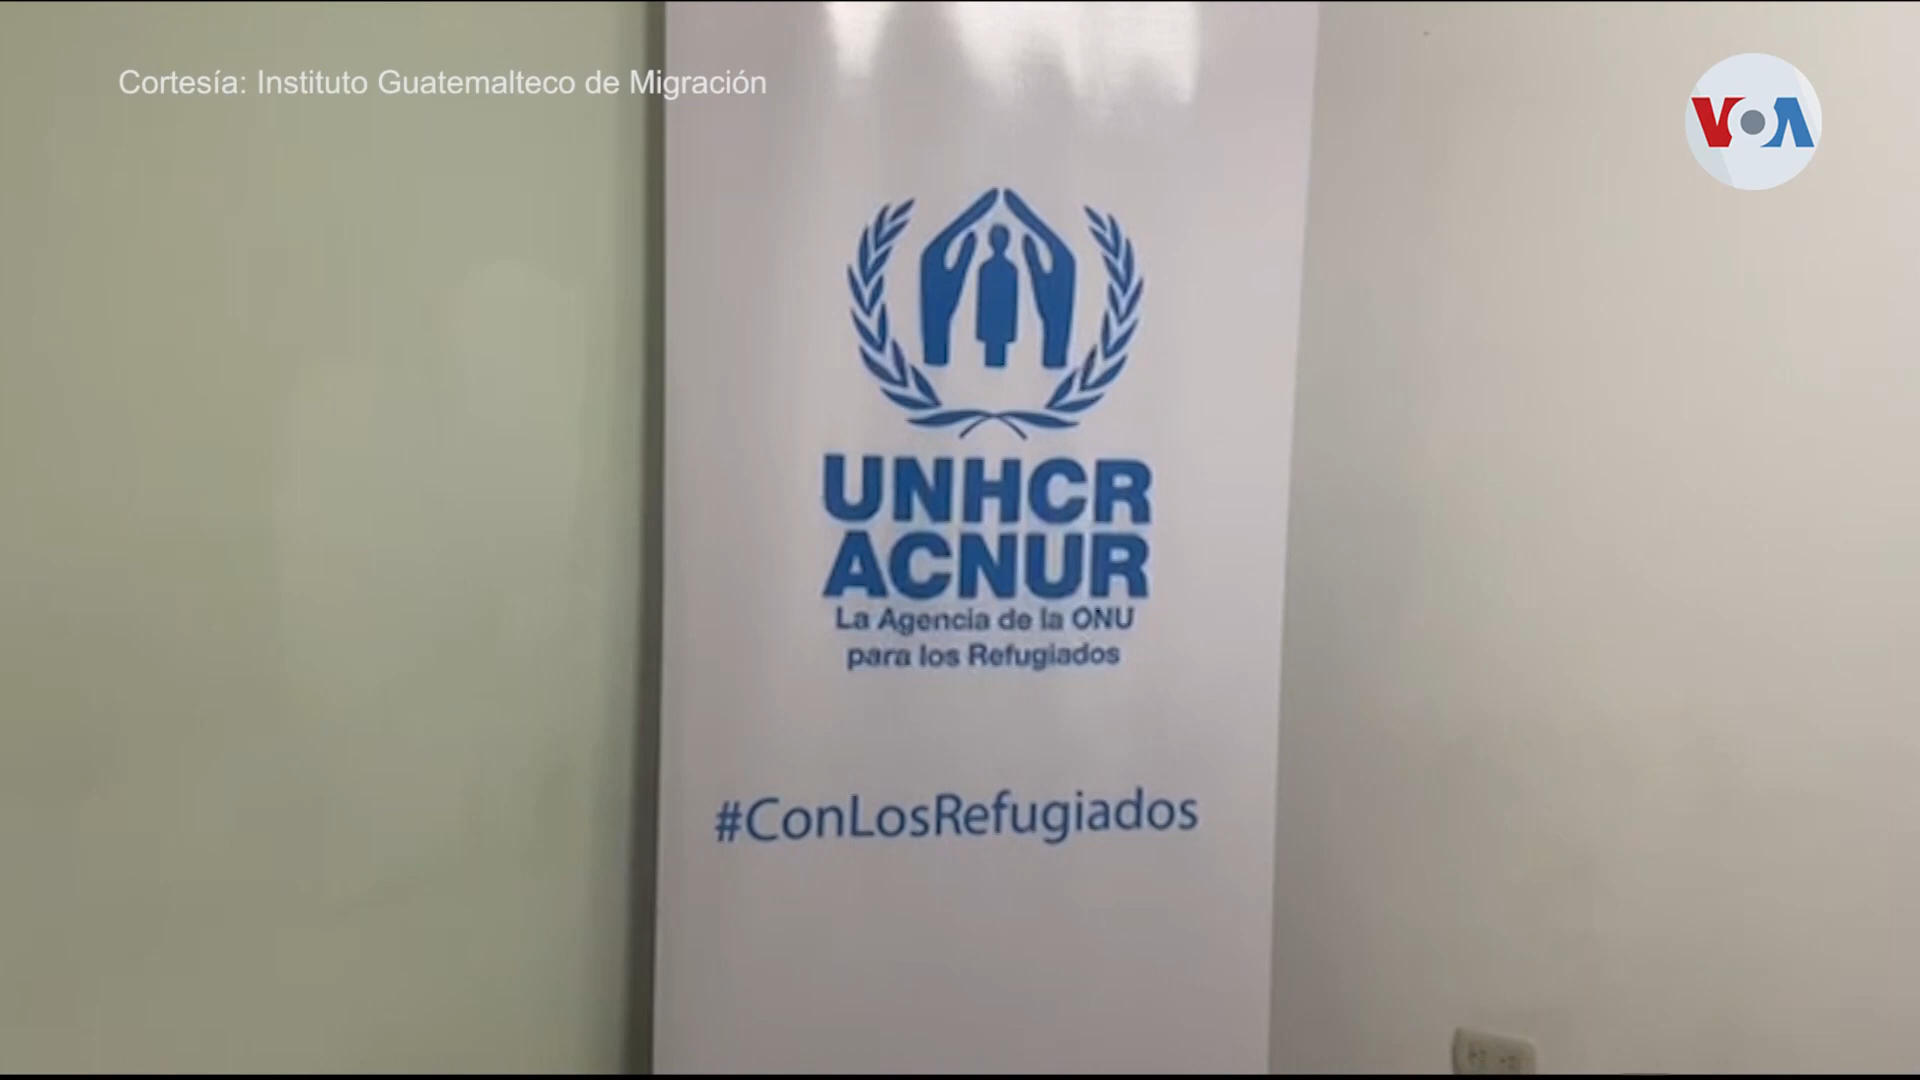 Cortesía: Instituto Guatemalteco de Migración
VOA
UNHCR
ACNUR
La Agencia de la ONU
para los Refugiados
#ConLosRefugiados